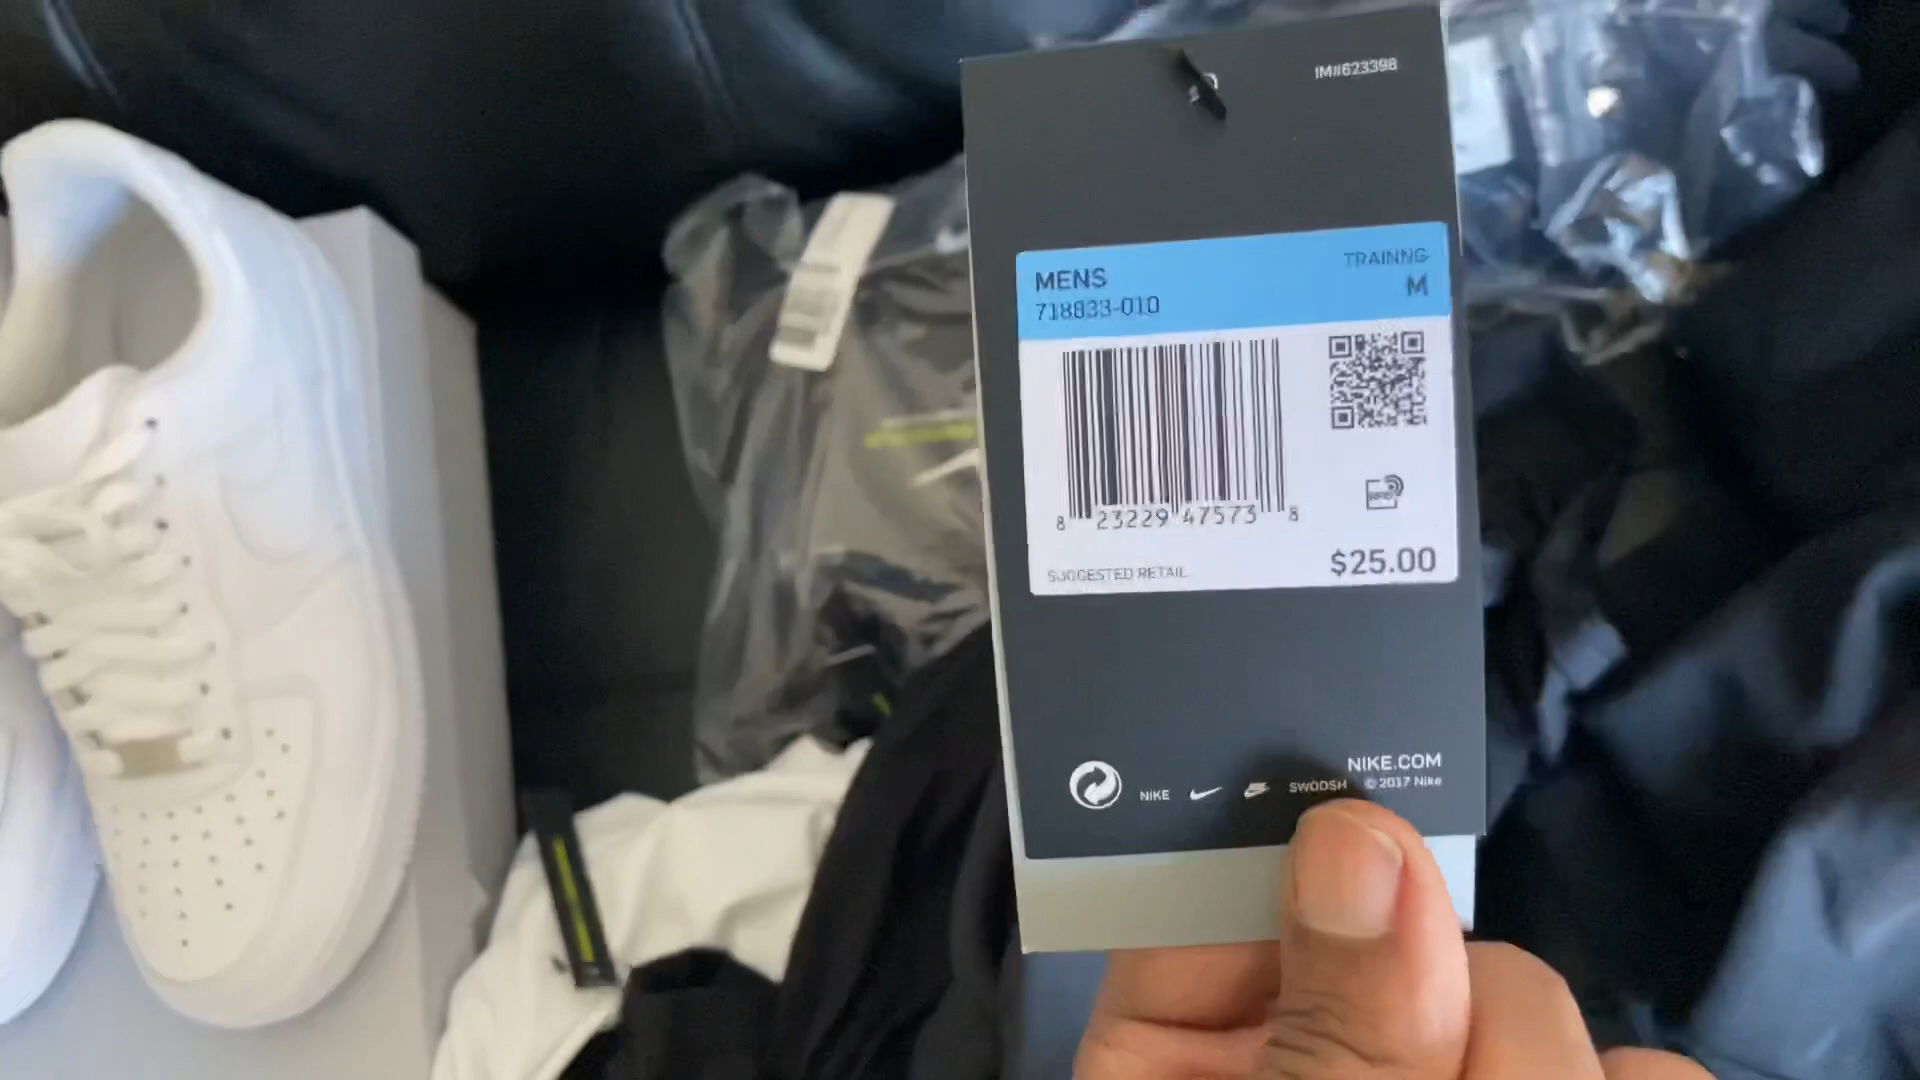 IM#623398
MENS
TRAINNG
718833-010
M
8 23229 47573 8
SUGGESTED RETAIL
$25.00
NIKE.COM
NIKE
SWOOSH
© 2017 Nike